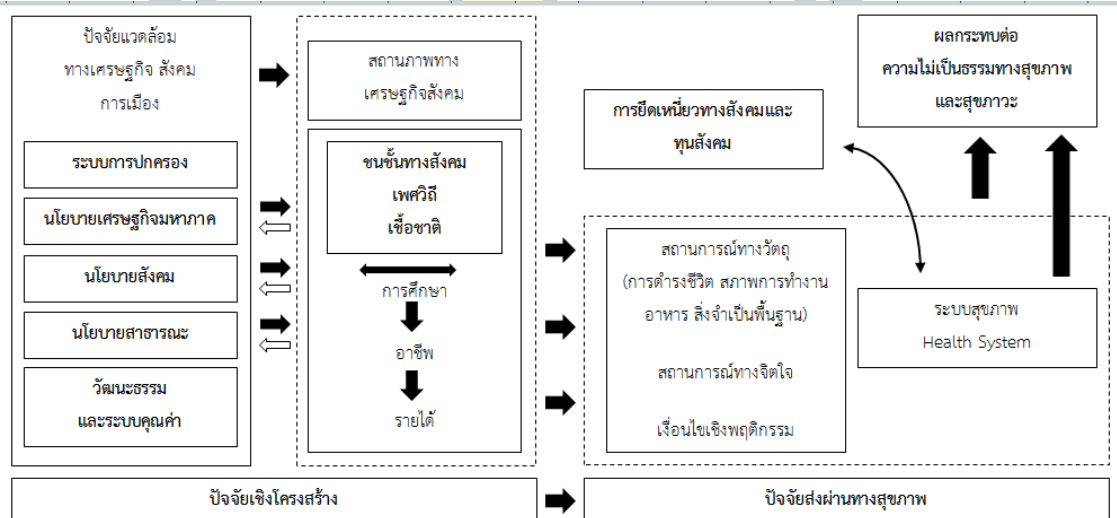 ปัจจัยแวดล้อม
ทางเศรษฐกิจ สังคม
การเมือง
ระบบการปกครอง
นโยบายเศรษฐกิจมหาภาค
นโยบายสังคม
นโยบายสาธารณะ
วัฒนะธรรม
และระบบคุณค่า
สถานภาพทาง
เศรษฐกิจสังคม
ชนชั้นทางสังคม
เพศวิถี
เชื้อชาติ
การศึกษา
อาชีพ
รายได้
การยึดเหนี่ยวทางสังคมและ
ทุนสังคม
ผลกระทบต่อ
ความไม่เป็นธรรมทางสุขภาพ
และสุขภาวะ
สถานการณ์ทางวัตถุ
(การดำรงชีวิต สภาพการทำงาน
อาหาร สิ่งจำเป็นพื้นฐาน)
สถานการณ์ทางจิตใจ
เงื่อนไขเชิงพฤติกรรม
ระบบสุขภาพ
Health System
ปัจจัยเชิงโครงสร้าง
ปัจจัยส่งผ่านทางสุขภาพ